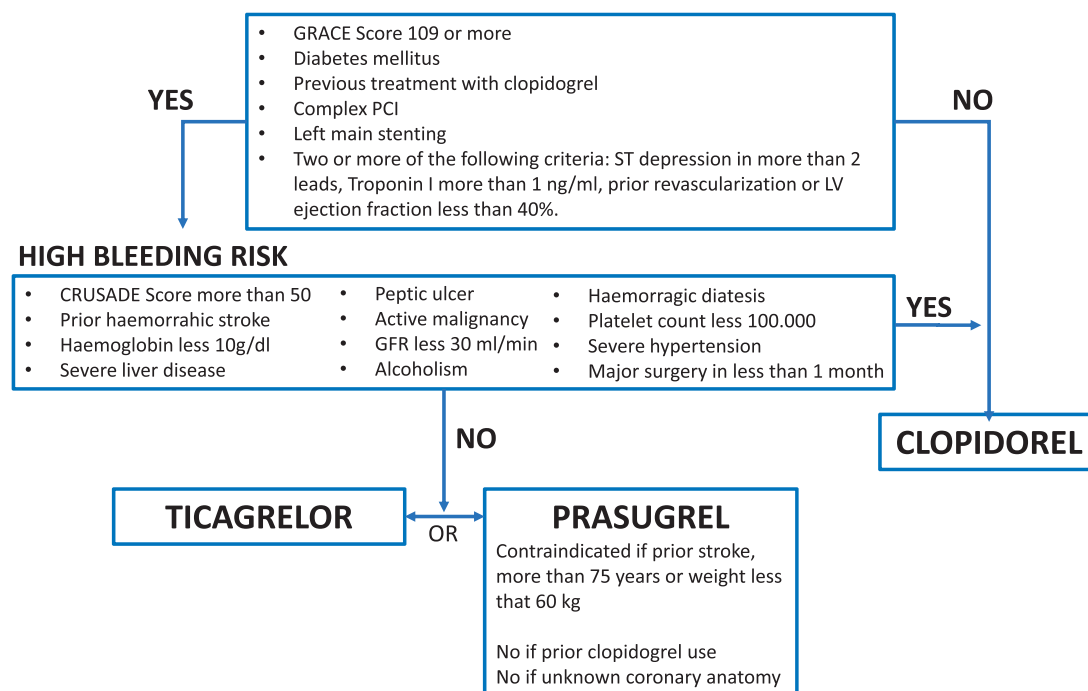 • GRACE Score 109 or more
• Diabetes mellitus
• Previous treatment with clopidogrel
• Complex PCI
• Left main stenting
• Two or more of the following criteria: ST depression in more than 2
leads, Troponin I more than 1 ng/ml, prior revascularization or LV
ejection fraction less than 40%.
YES
NO
HIGH BLEEDING RISK
• CRUSADE Score more than 50
• Prior haemorrahic stroke
• Haemoglobin less 10g/dl
• Severe liver disease
• Peptic ulcer
• Active malignancy
• GFR less 30 ml/min
• Alcoholism
• Haemorragic diatesis
• Platelet count less 100.000
• Severe hypertension
• Major surgery in less than 1 month
YES
NO
CLOPIDOREL
TICAGRELOR
OR
PRASUGREL
Contraindicated if prior stroke,
more than 75 years or weight less
that 60 kg
No if prior clopidogrel use
No if unknown coronary anatomy